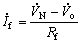 İ_f = (V̇_N − V̇_o) / R_f